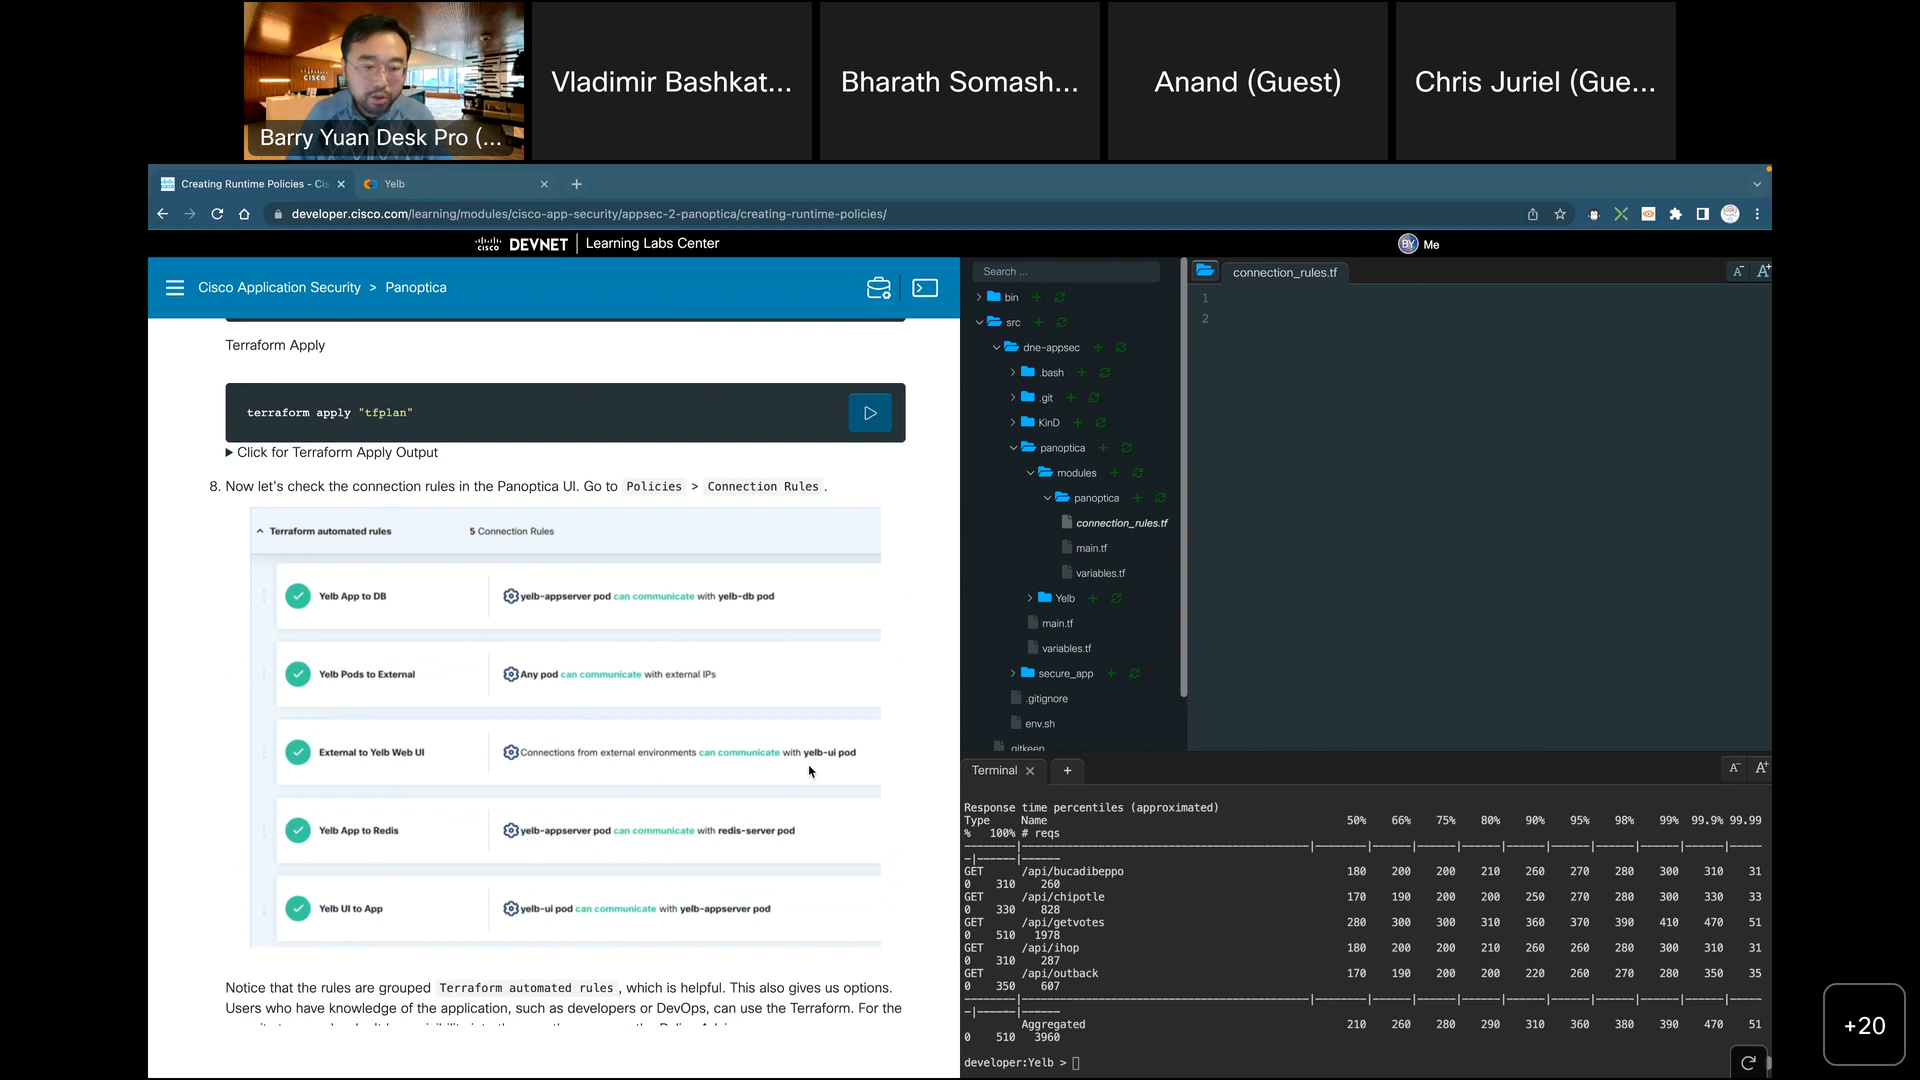 CISCO
Barry Yuan Desk Pro (...
Vladimir Bashkat...
Bharath Somash...
Anand (Guest)
Chris Juriel (Gue...
Creating Runtime Policies - Cis
Yelb
developer.cisco.com/learning/modules/cisco-app-security/appsec-2-panoptica/creating-runtime-policies/
CISCO DEVNET | Learning Labs Center
BY Me
Cisco Application Security > Panoptica
Terraform Apply
terraform apply "tfplan"
Click for Terraform Apply Output
8. Now let's check the connection rules in the Panoptica UI. Go to Policies > Connection Rules .
Terraform automated rules 5 Connection Rules
Yelb App to DB yelb-appserver pod can communicate with yelb-db pod
Yelb Pods to External Any pod can communicate with external IPs
External to Yelb Web UI Connections from external environments can communicate with yelb-ui pod
Yelb App to Redis yelb-appserver pod can communicate with redis-server pod
Yelb UI to App yelb-ui pod can communicate with yelb-appserver pod
Notice that the rules are grouped Terraform automated rules , which is helpful. This also gives us options.
Users who have knowledge of the application, such as developers or DevOps, can use the Terraform. For the
Search ...
bin
src
dne-appsec
.bash
.git
KinD
panoptica
modules
panoptica
connection_rules.tf
main.tf
variables.tf
Yelb
main.tf
variables.tf
secure_app
.gitignore
env.sh
.gitkeep
connection_rules.tf
A- A+
1
2
Terminal
A- A+
Response time percentiles (approximated)
Type Name 50% 66% 75% 80% 90% 95% 98% 99% 99.9% 99.99
% 100% # reqs
GET /api/bucadibeppo 180 200 200 210 260 270 280 300 310 31
0 310 260
GET /api/chipotle 170 190 200 200 250 270 280 300 330 33
0 330 828
GET /api/getvotes 280 300 300 310 360 370 390 410 470 51
0 510 1978
GET /api/ihop 180 200 200 210 260 260 280 300 310 31
0 310 287
GET /api/outback 170 190 200 200 220 260 270 280 350 35
0 350 607
Aggregated 210 260 280 290 310 360 380 390 470 51
0 510 3960
developer:Yelb >
+20